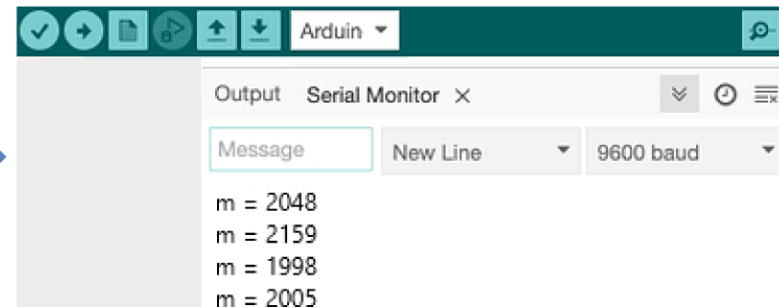 Arduin
Output Serial Monitor
Message New Line 9600 baud
m = 2048
m = 2159
m = 1998
m = 2005